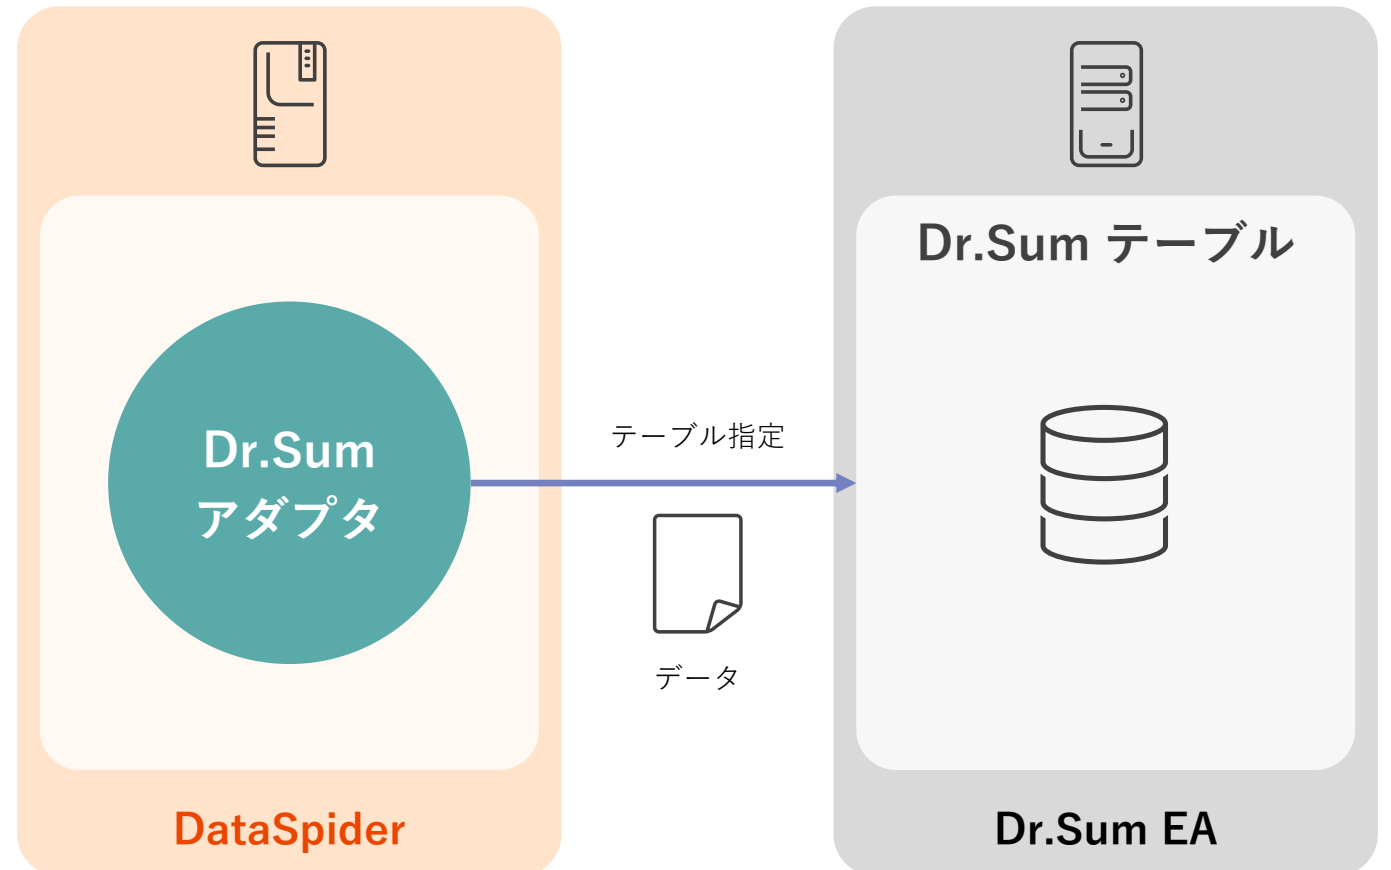 Dr.Sum テーブル
Dr.Sum
アダプタ
テーブル指定
データ
DataSpider
Dr.Sum EA